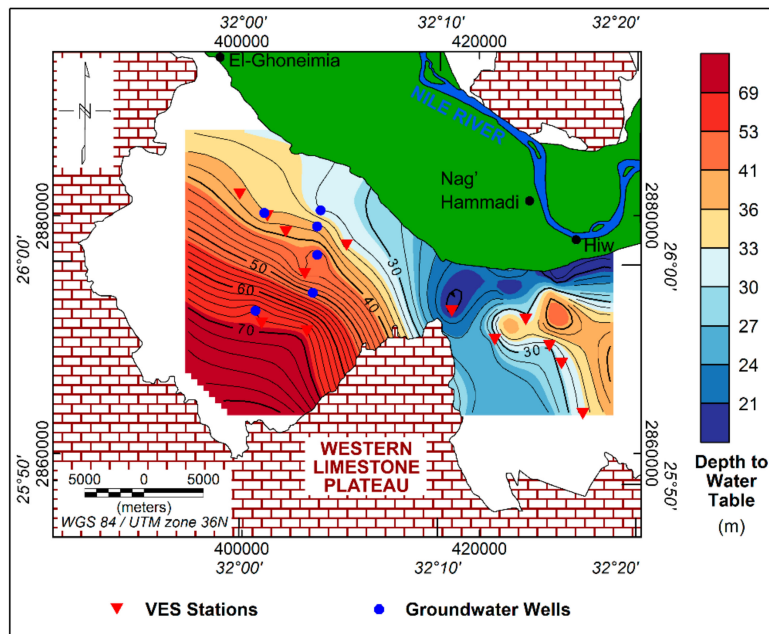 32°00′ 32°10′ 32°20′
400000 420000
El-Ghoneimia
N
NILE RIVER
Nag'
Hammadi
Hiw
2880000
26°00′
2880000
26°00′
50
60
70
40
30
30
WESTERN
LIMESTONE
PLATEAU
2860000
25°50′
2860000
25°50′
5000 0 5000
(meters)
WGS 84 / UTM zone 36N
400000 420000
32°00′ 32°10′ 32°20′
69
53
41
36
33
30
27
24
21
Depth to
Water
Table
(m)
VES Stations Groundwater Wells